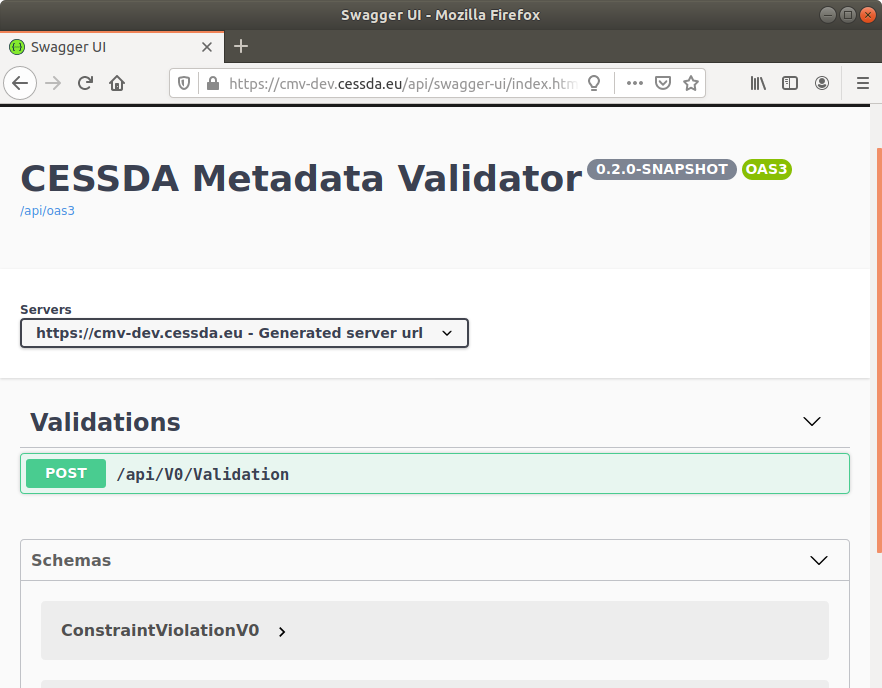 Swagger UI - Mozilla Firefox
Swagger UI
https://cmv-dev.cessda.eu/api/swagger-ui/index.htm
CESSDA Metadata Validator 0.2.0-SNAPSHOT OAS3
/api/oas3
Servers
https://cmv-dev.cessda.eu - Generated server url
Validations
POST /api/V0/Validation
Schemas
ConstraintViolationV0